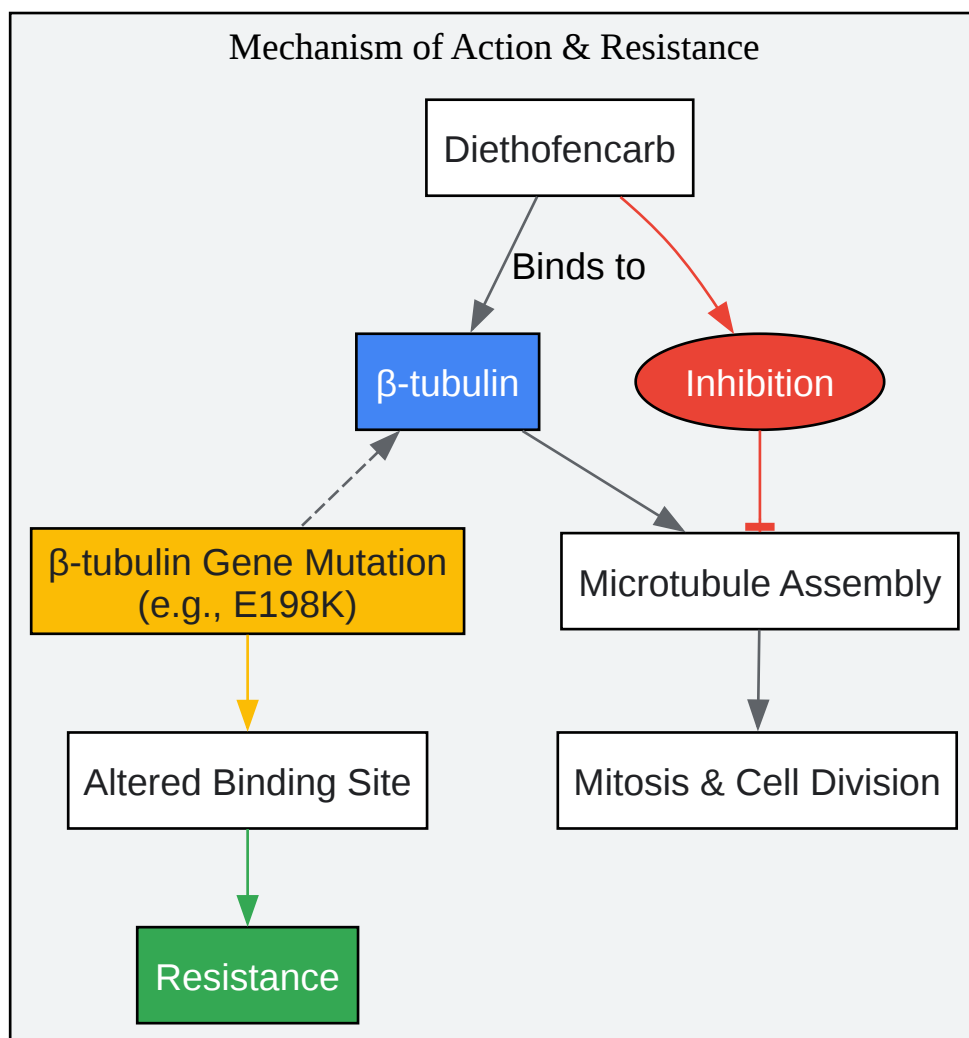 Mechanism of Action & Resistance
Diethofencarb
Binds to
β-tubulin
Inhibition
β-tubulin Gene Mutation
(e.g., E198K)
Microtubule Assembly
Altered Binding Site
Mitosis & Cell Division
Resistance